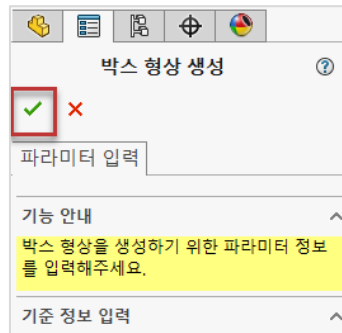 박스 형상 생성
파라미터 입력
기능 안내
박스 형상을 생성하기 위한 파라미터 정보
를 입력해주세요.
기준 정보 입력